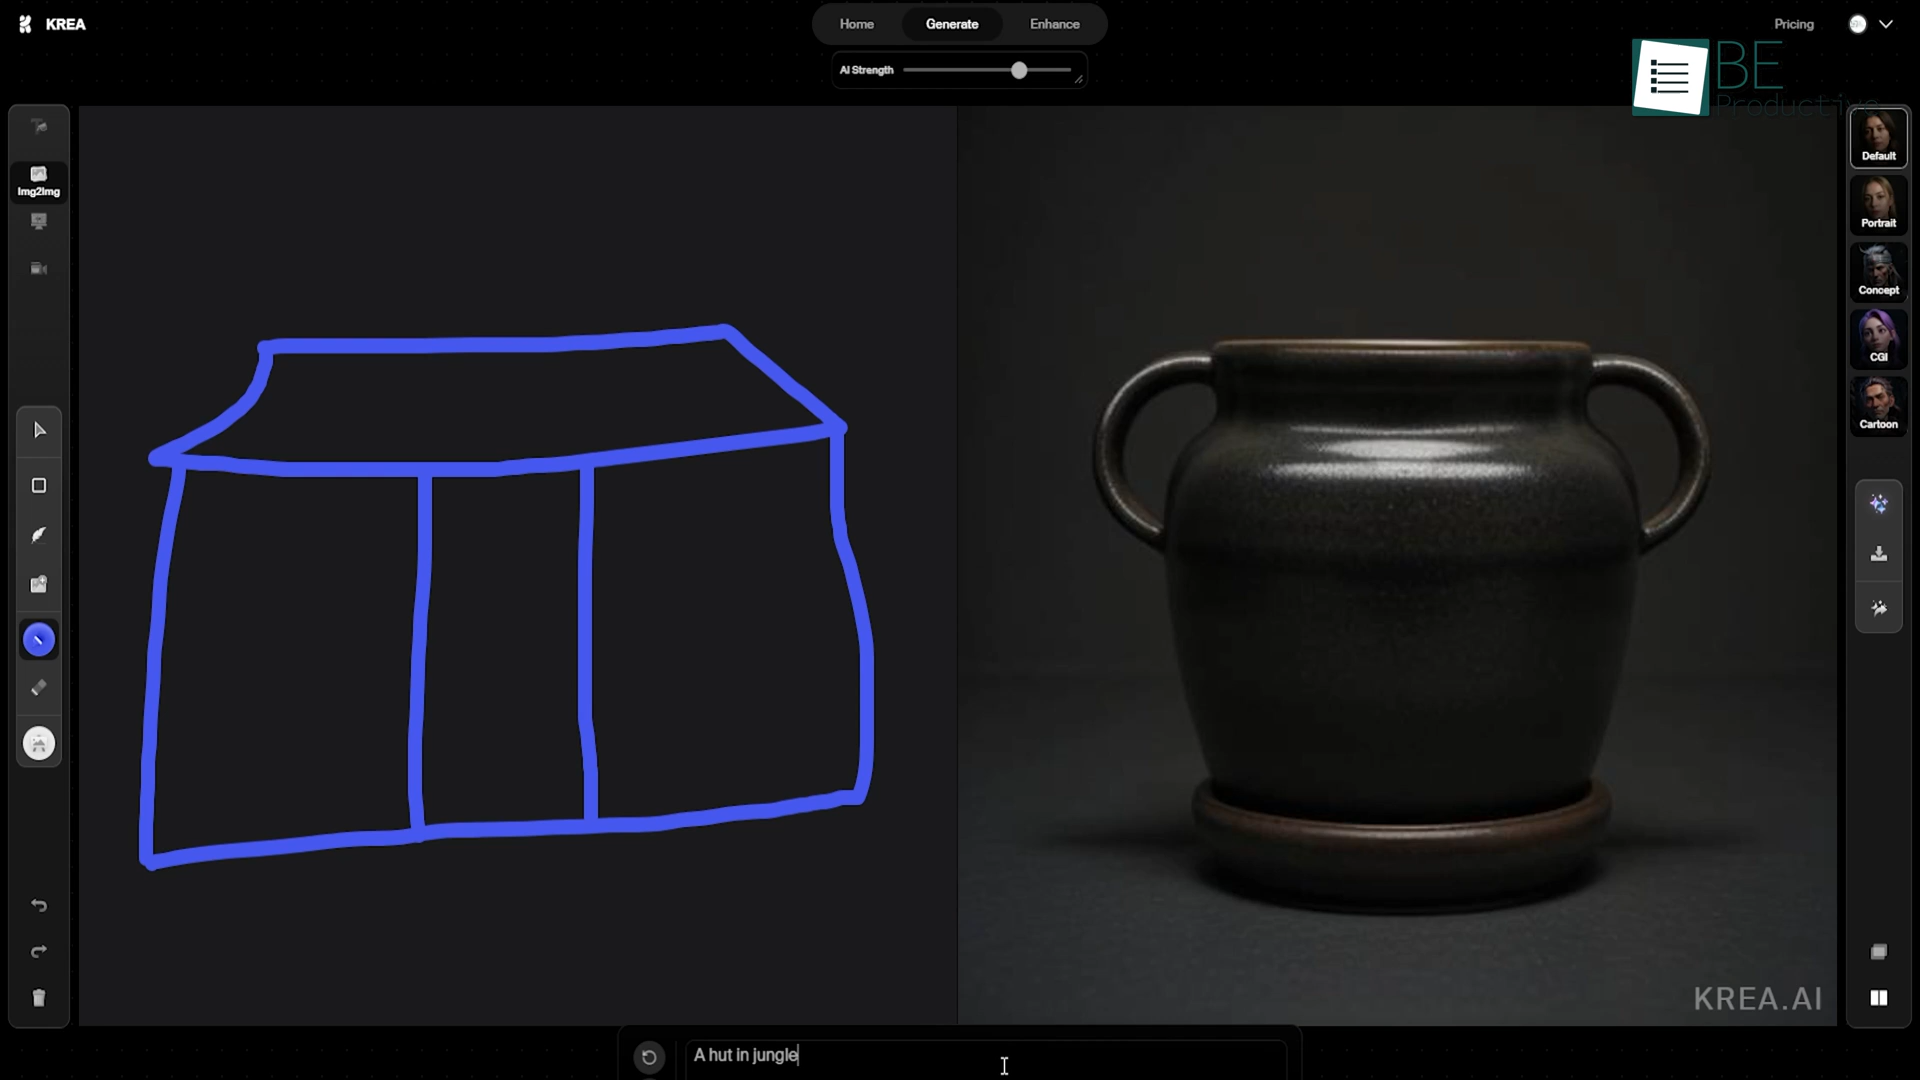 KREA
Home
Generate
Enhance
Pricing
AI Strength
BE
Productive
Img2Img
Default
Portrait
Concept
CGI
Cartoon
KREA.AI
A hut in jungle